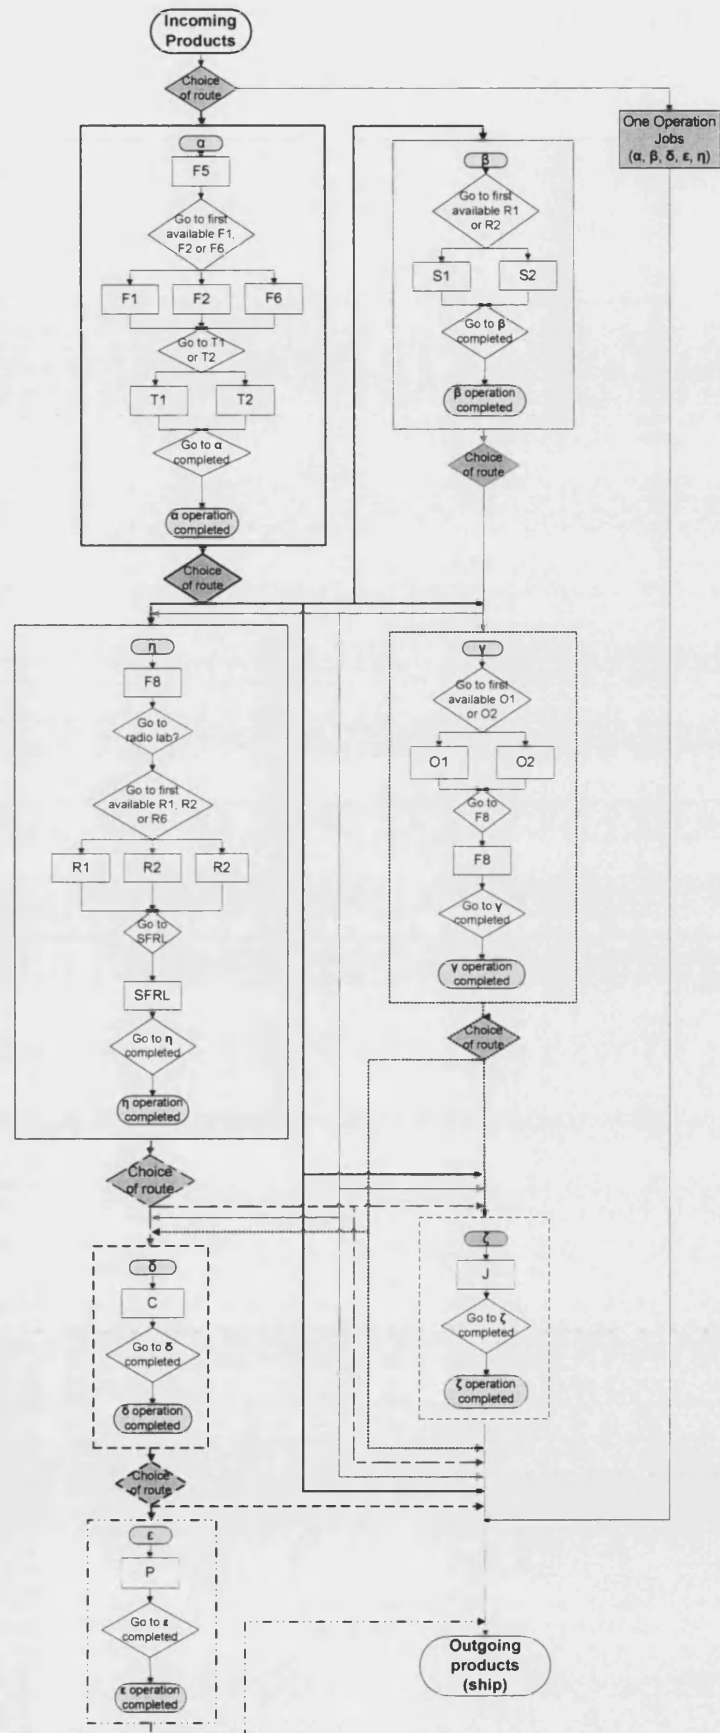 Incoming
Products
Choice
of route
One Operation
Jobs
(α, β, δ, ε, η)
α
F5
Go to first
available F1,
F2 or F6
F1
F2
F6
Go to T1
or T2
T1
T2
Go to α
completed
α operation
completed
Choice
of route
β
Go to first
available R1
or R2
S1
S2
Go to β
completed
β operation
completed
Choice
of route
η
F8
Go to
radio lab?
Go to first
available R1, R2
or R6
R1
R2
R2
Go to
SFRL
SFRL
Go to η
completed
η operation
completed
Choice
of route
γ
Go to first
available O1
or O2
O1
O2
Go to
F8
F8
Go to γ
completed
γ operation
completed
Choice
of route
δ
C
Go to δ
completed
δ operation
completed
Choice
of route
ζ
J
Go to ζ
completed
ζ operation
completed
ε
P
Go to ε
completed
ε operation
completed
Outgoing
products
(ship)